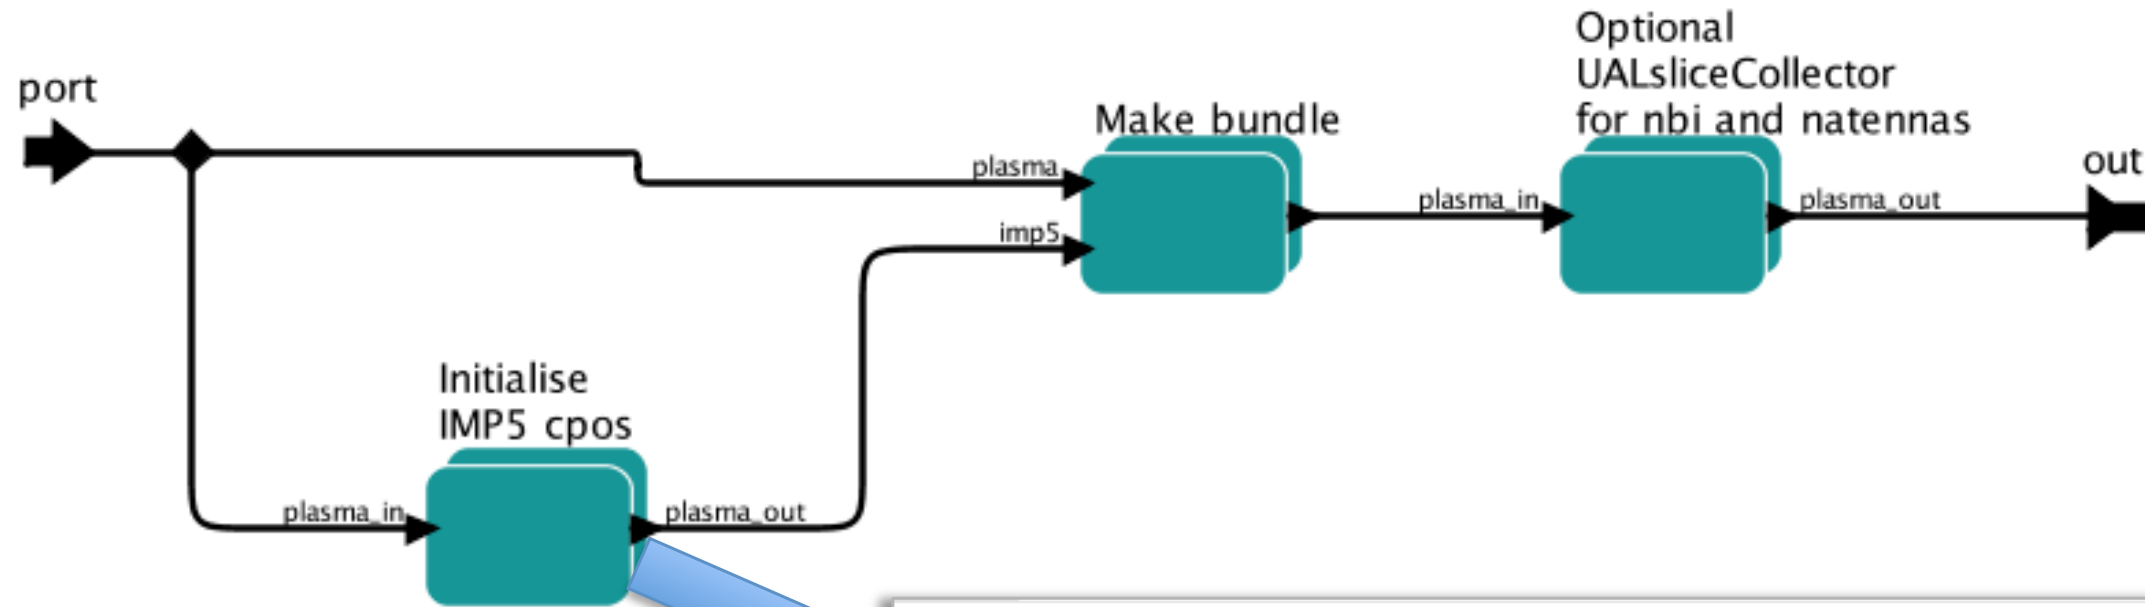 port
Make bundle
Optional
UALsliceCollector
for nbi and natennas
out
plasma
imp5
plasma_in
plasma_out
Initialise
IMP5 cpos
plasma_in
plasma_out